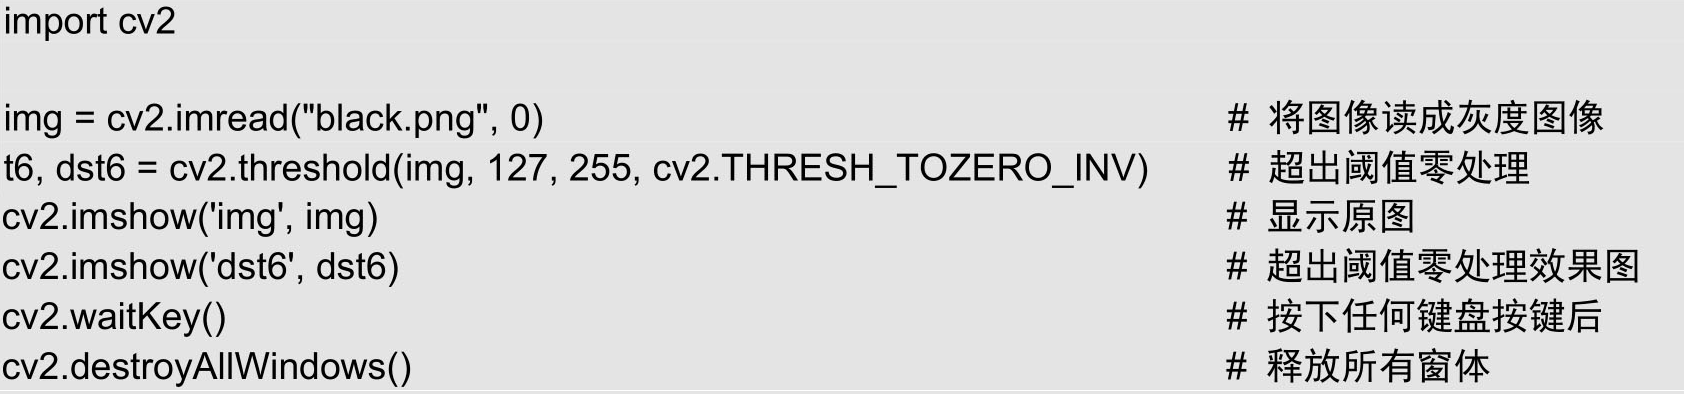 import cv2
img = cv2.imread("black.png", 0) # 将图像读成灰度图像
t6, dst6 = cv2.threshold(img, 127, 255, cv2.THRESH_TOZERO_INV) # 超出阈值零处理
cv2.imshow('img', img) # 显示原图
cv2.imshow('dst6', dst6) # 超出阈值零处理效果图
cv2.waitKey() # 按下任何键盘按键后
cv2.destroyAllWindows() # 释放所有窗体